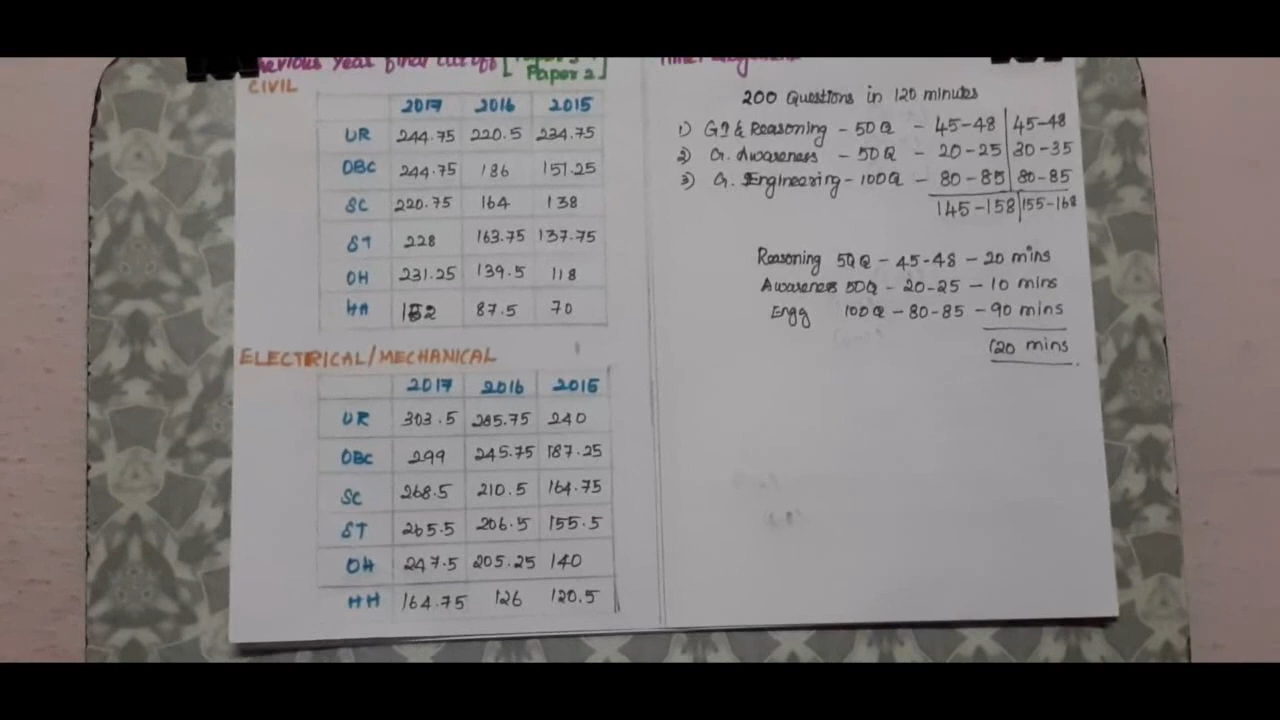 Previous Year final cut off [
Paper 2]
CIVIL
2017 2016 2015
UR 244.75 220.5 234.75
OBC 244.75 186 151.25
SC 220.75 164 138
ST 228 163.75 137.75
OH 231.25 139.5 118
HH 152 87.5 70
ELECTRICAL/MECHANICAL
2017 2016 2015
UR 303.5 285.75 240
OBC 299 245.75 187.25
SC 268.5 210.5 164.75
ST 265.5 206.5 155.5
OH 247.5 205.25 140
HH 164.75 126 120.5
200 Questions in 120 minutes
1) GI & Reasoning - 50Q - 45-48 45-48
2) G. Awareness - 50Q - 20-25 30-35
3) G. Engineering - 100Q - 80-85 80-85
145-158 155-168
Reasoning 50Q - 45-48 - 20 mins
Awareness 50Q - 20-25 - 10 mins
Engg 100Q - 80-85 - 90 mins
120 mins